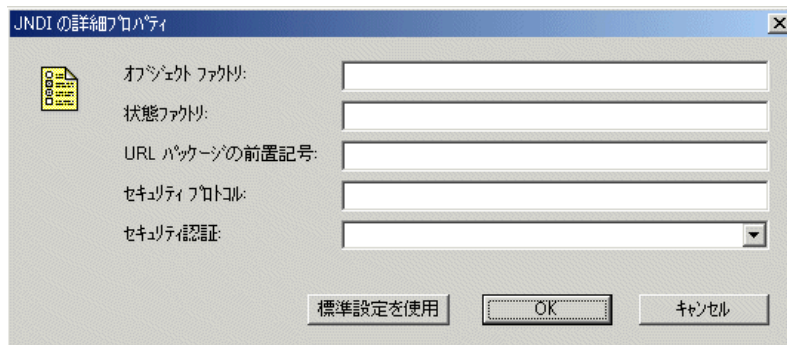 JNDI の詳細ﾌﾟﾛﾊﾟﾃｨ
ｵﾌﾞｼﾞｪｸﾄ ﾌｧｸﾄﾘ:
状態ﾌｧｸﾄﾘ:
URL ﾊﾟｯｹｰｼﾞの前置記号:
ｾｷｭﾘﾃｨ ﾌﾟﾛﾄｺﾙ:
ｾｷｭﾘﾃｨ認証:
標準設定を使用 OK ｷｬﾝｾﾙ